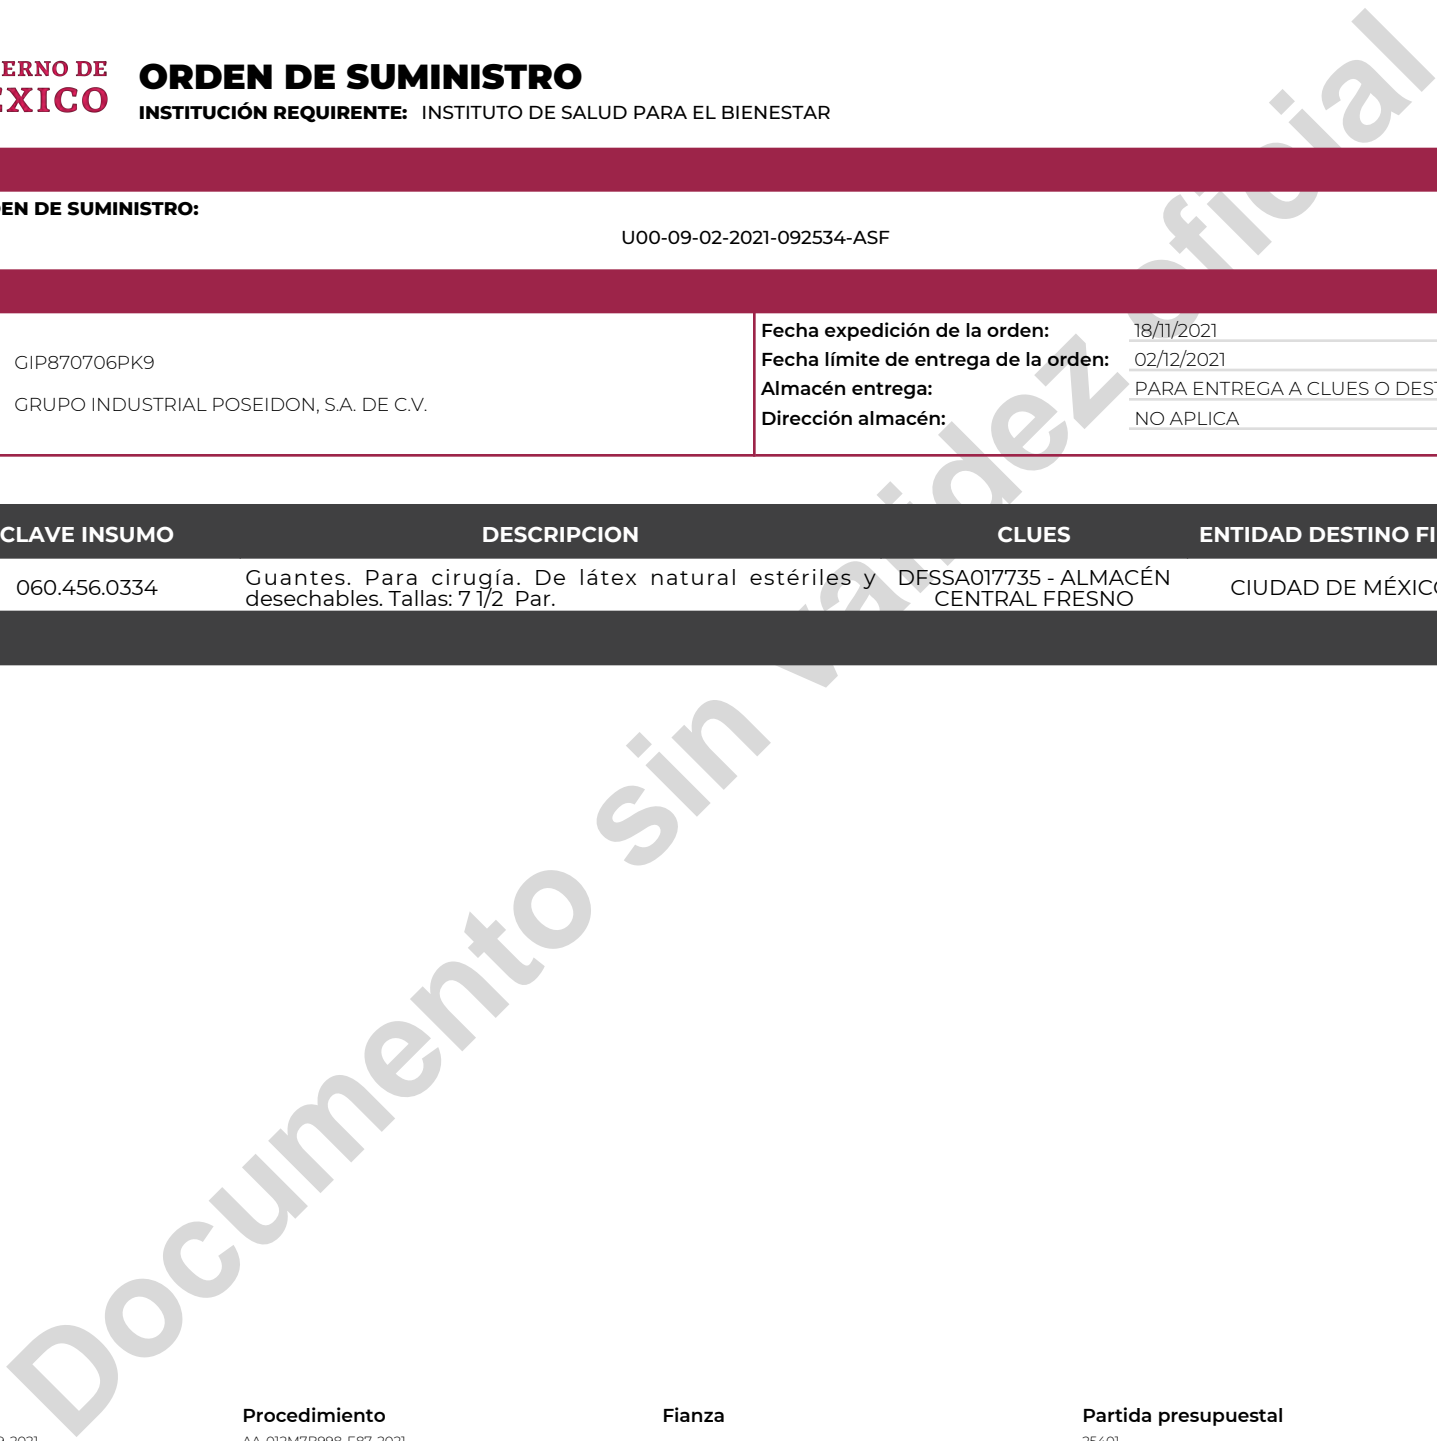 ERNO DE
ORDEN DE SUMINISTRO
INSTITUCIÓN REQUIRENTE: INSTITUTO DE SALUD PARA EL BIENESTAR
EN DE SUMINISTRO:
U00-09-02-2021-092534-ASF
GIP870706PK9
GRUPO INDUSTRIAL POSEIDON, S.A. DE C.V.
Fecha expedición de la orden: 18/11/2021
Fecha límite de entrega de la orden: 02/12/2021
Almacén entrega: PARA ENTREGA A CLUES O DEST
Dirección almacén: NO APLICA
CLAVE INSUMO DESCRIPCION CLUES ENTIDAD DESTINO FI
060.456.0334 Guantes. Para cirugía. De látex natural estériles y desechables. Tallas: 7 1/2 Par. DFSSA017735 - ALMACÉN CENTRAL FRESNO CIUDAD DE MÉXICO
Documento sin validez oficial
Procedimiento Fianza Partida presupuestal